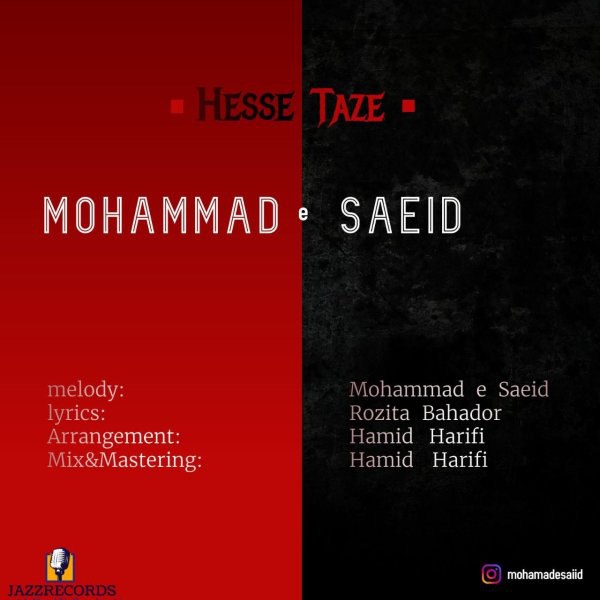 ▪ Hesse Taze ▪
MOHAMMAD e SAEID
melody: Mohammad e Saeid
lyrics: Rozita Bahador
Arrangement: Hamid Harifi
Mix&Mastering: Hamid Harifi
JAZZRECORDS
mohamadesaiid